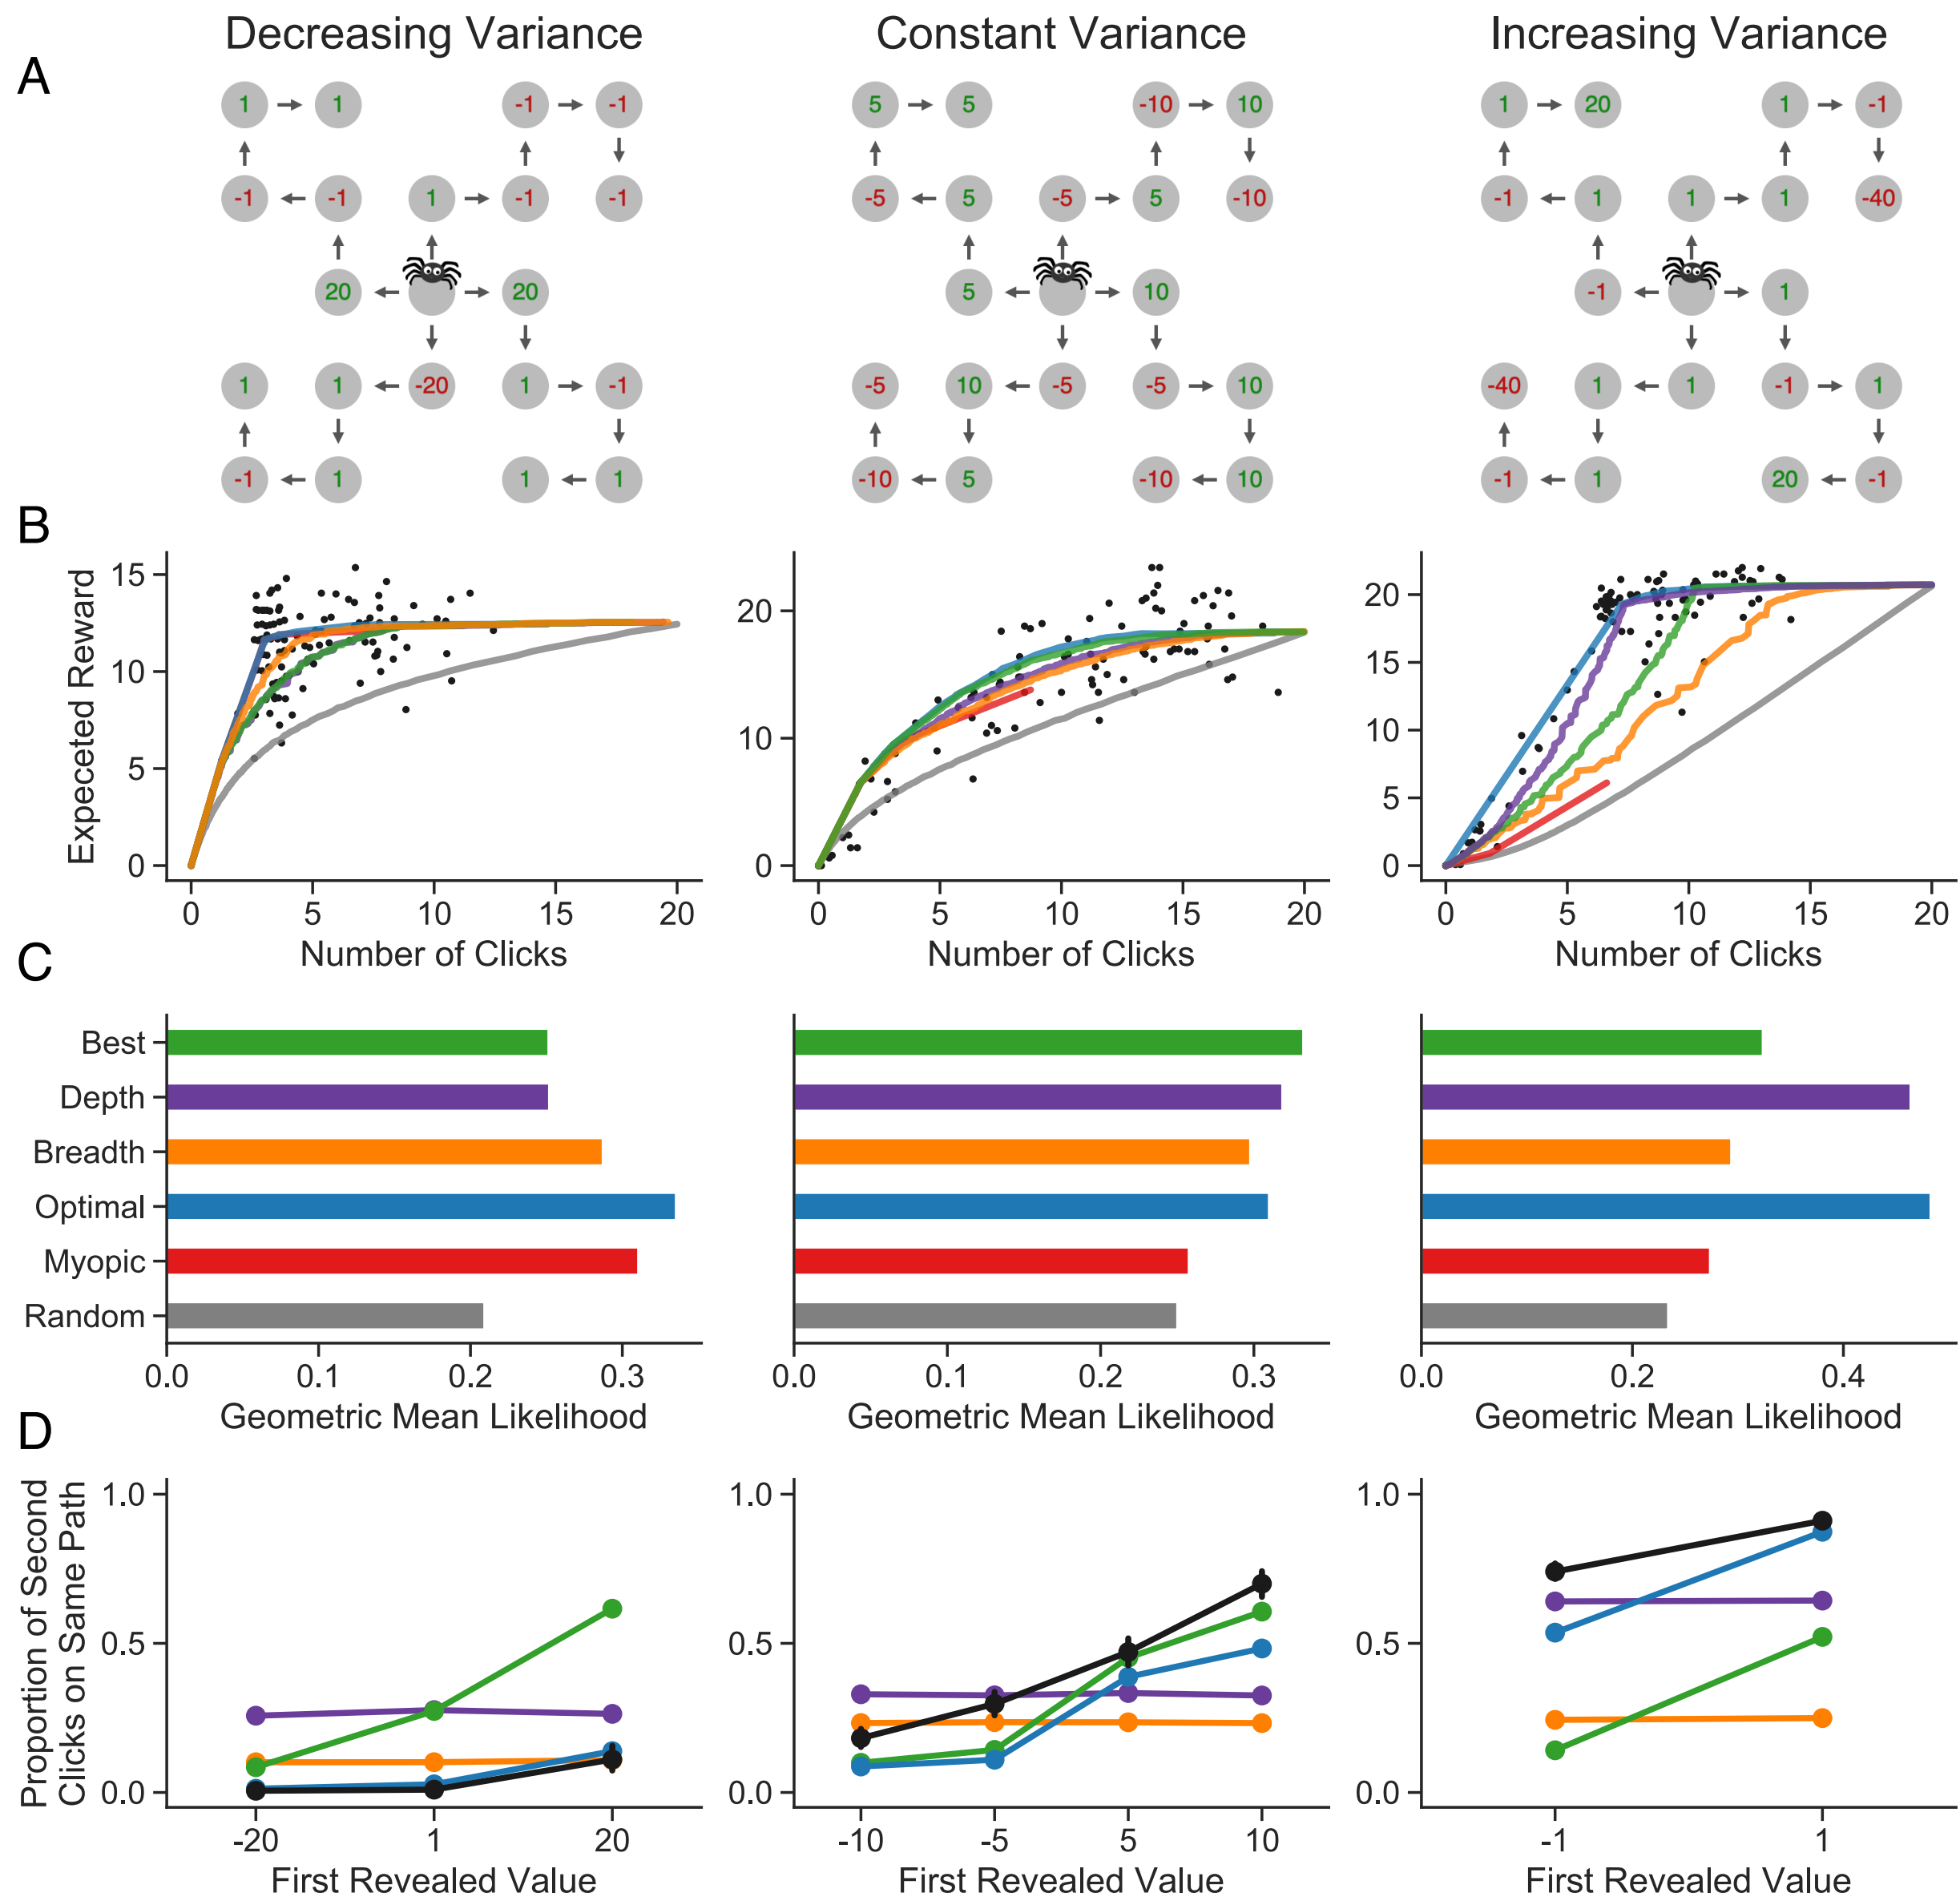 Decreasing Variance Constant Variance Increasing Variance
A
1 1 -1 -1 5 5 -10 10 1 20 1 -1
-1 -1 1 -1 -1 -5 5 -5 5 -10 -1 1 1 1 -40
20 20 5 10 -1 1
1 1 -20 1 -1 -5 10 -5 -5 10 -40 1 1 -1 1
-1 1 1 1 -10 5 -10 10 -1 1 20 -1
B
Expeceted Reward
15
10
5
0
0 5 10 15 20
Number of Clicks
20
10
0
0 5 10 15 20
Number of Clicks
20
15
10
5
0
0 5 10 15 20
Number of Clicks
C
Best
Depth
Breadth
Optimal
Myopic
Random
0.0 0.1 0.2 0.3
Geometric Mean Likelihood
0.0 0.1 0.2 0.3
Geometric Mean Likelihood
0.0 0.2 0.4
Geometric Mean Likelihood
D
Proportion of Second
Clicks on Same Path
1.0
0.5
0.0
-20 1 20
First Revealed Value
1.0
0.5
0.0
-10 -5 5 10
First Revealed Value
1.0
0.5
0.0
-1 1
First Revealed Value